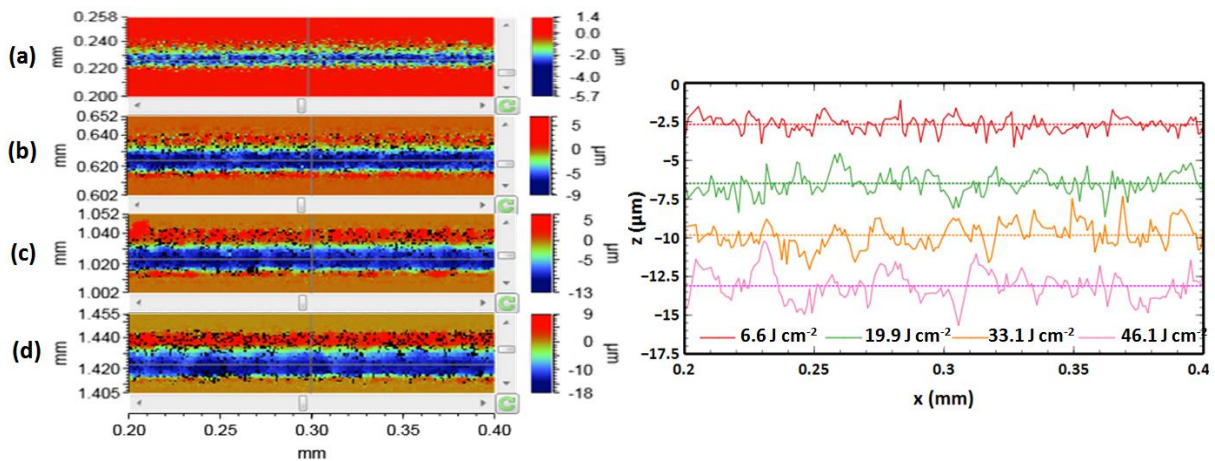 (a)
0.258
0.240
0.220
0.200
mm
1.4
0.0
-2.0
-4.0
-5.7
µm
(b)
0.652
0.640
0.620
0.602
mm
5
0
-5
-9
µm
(c)
1.052
1.040
1.020
1.002
mm
5
0
-5
-13
µm
(d)
1.455
1.440
1.420
1.405
mm
9
0
-10
-18
µm
0.20 0.25 0.30 0.35 0.40
mm
0
-2.5
-5
-7.5
-10
-12.5
-15
-17.5
z (µm)
6.6 J cm⁻² 19.9 J cm⁻² 33.1 J cm⁻² 46.1 J cm⁻²
0.2 0.25 0.3 0.35 0.4
x (mm)